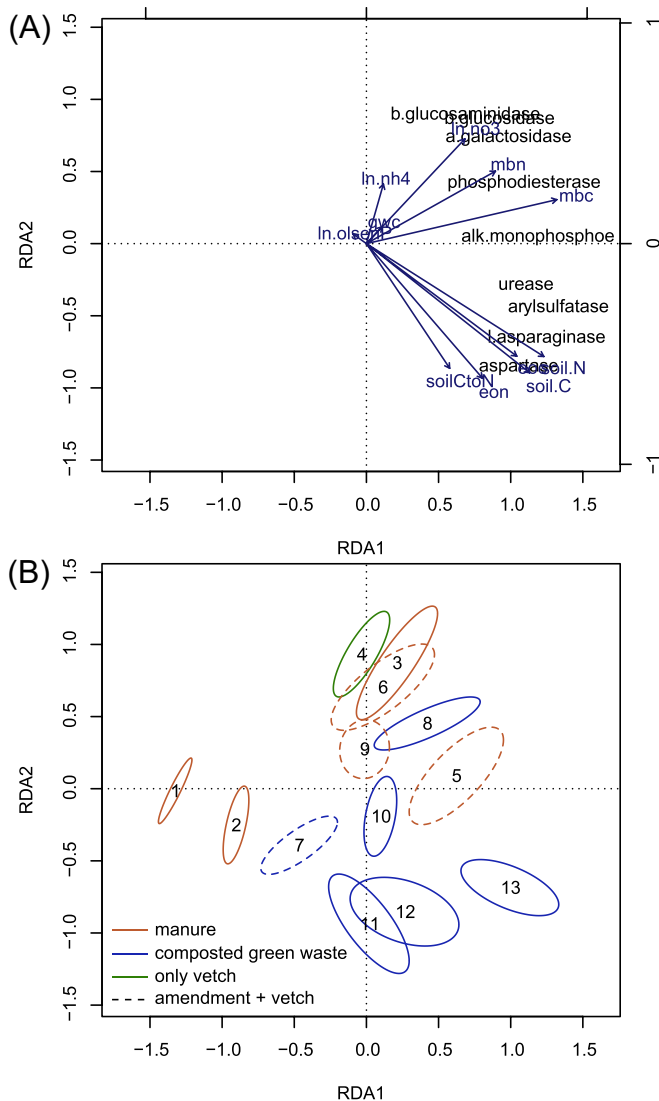 (A)
1
1.5
1.0
b.glucosaminidase
b.glucosidase
ln.no3
a.galactosidase
0.5
mbn
ln.nh4
phosphodiesterase
mbc
gwc
RDA2
0.0
ln.olsenP
alk.monophosphoe
0
urease
−0.5
arylsulfatase
l.asparaginase
aspartase
soil.N
−1.0
soilCtoN
eon
soil.C
−1.5
−1
−1.5 −1.0 −0.5 0.0 0.5 1.0 1.5
RDA1
(B)
1.5
1.0
4
3
6
0.5
8
9
RDA2
5
0.0
1
10
2
7
−0.5
13
12
−1.0
11
manure
composted green waste
only vetch
−1.5
amendment + vetch
−1.5 −1.0 −0.5 0.0 0.5 1.0 1.5
RDA1